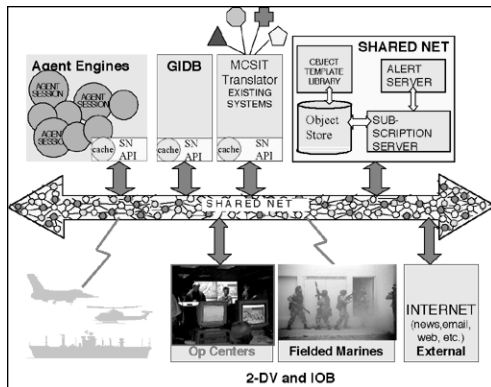 Agent Engines
AGENT
SESSION
AGENT
SESSION
AGENT
SESSION
cache
SN
API
GIDB
cache
SN
API
MCSIT
Translator
EXISTING
SYSTEMS
cache
SN
API
SHARED NET
OBJECT
TEMPLATE
LIBRARY
ALERT
SERVER
Object
Store
SUB-
SCRIPTION
SERVER
SHARED NET
Op Centers
Fielded Marines
INTERNET
(news,email,
web, etc.)
External
2-DV and IOB